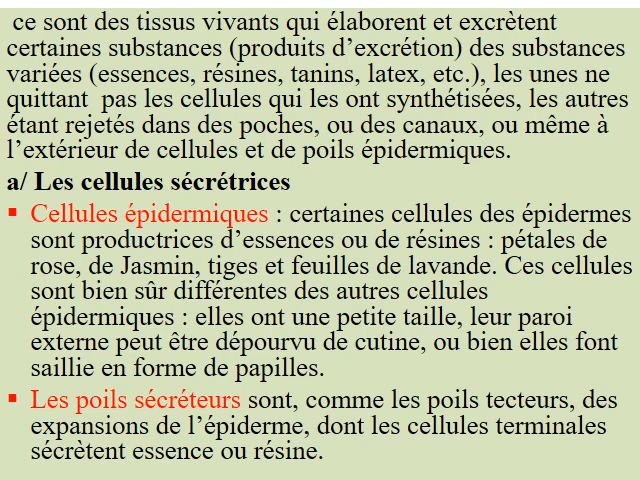 ce sont des tissus vivants qui élaborent et excrètent
certaines substances (produits d’excrétion) des substances
variées (essences, résines, tanins, latex, etc.), les unes ne
quittant  pas les cellules qui les ont synthétisées, les autres
étant rejetés dans des poches, ou des canaux, ou même à
l’extérieur de cellules et de poils épidermiques.
a/ Les cellules sécrétrices
▪ Cellules épidermiques : certaines cellules des épidermes
sont productrices d’essences ou de résines : pétales de
rose, de Jasmin, tiges et feuilles de lavande. Ces cellules
sont bien sûr différentes des autres cellules
épidermiques : elles ont une petite taille, leur paroi
externe peut être dépourvu de cutine, ou bien elles font
saillie en forme de papilles.
▪ Les poils sécréteurs sont, comme les poils tecteurs, des
expansions de l’épiderme, dont les cellules terminales
sécrètent essence ou résine.